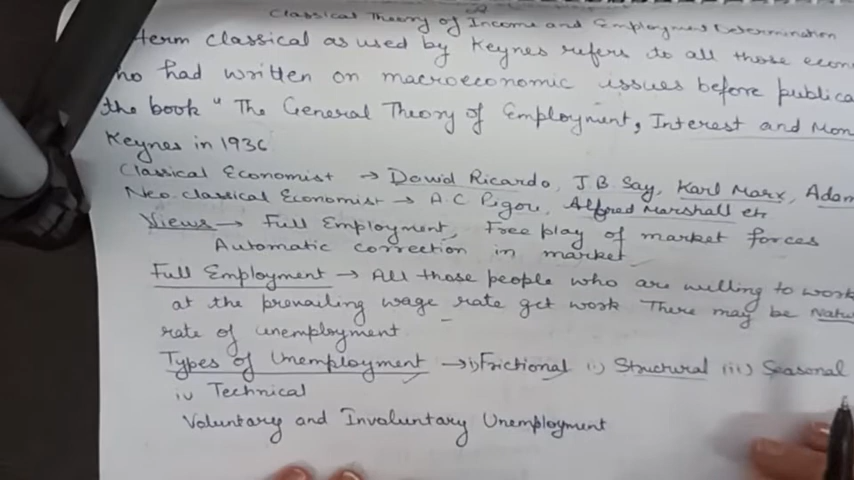 Classical Theory of Income and Employment Determination
term classical as used by Keynes refers to all those econ
who had written on macroeconomic issues before publica
the book " The General Theory of Employment, Interest and Mon
Keynes in 1936
Classical Economist → David Ricardo, J.B Say, Karl Marx, Adam
Neo classical Economist → A.C Pigou, Alfred Marshall etc
Views → Full Employment, Free play of market forces
Automatic correction in market
Full Employment → All those people who are willing to work
at the prevailing wage rate get work There may be Natu
rate of unemployment
Types of Unemployment → i) Frictional ii) Structural iii) Seasonal
iv Technical
Voluntary and Involuntary Unemployment